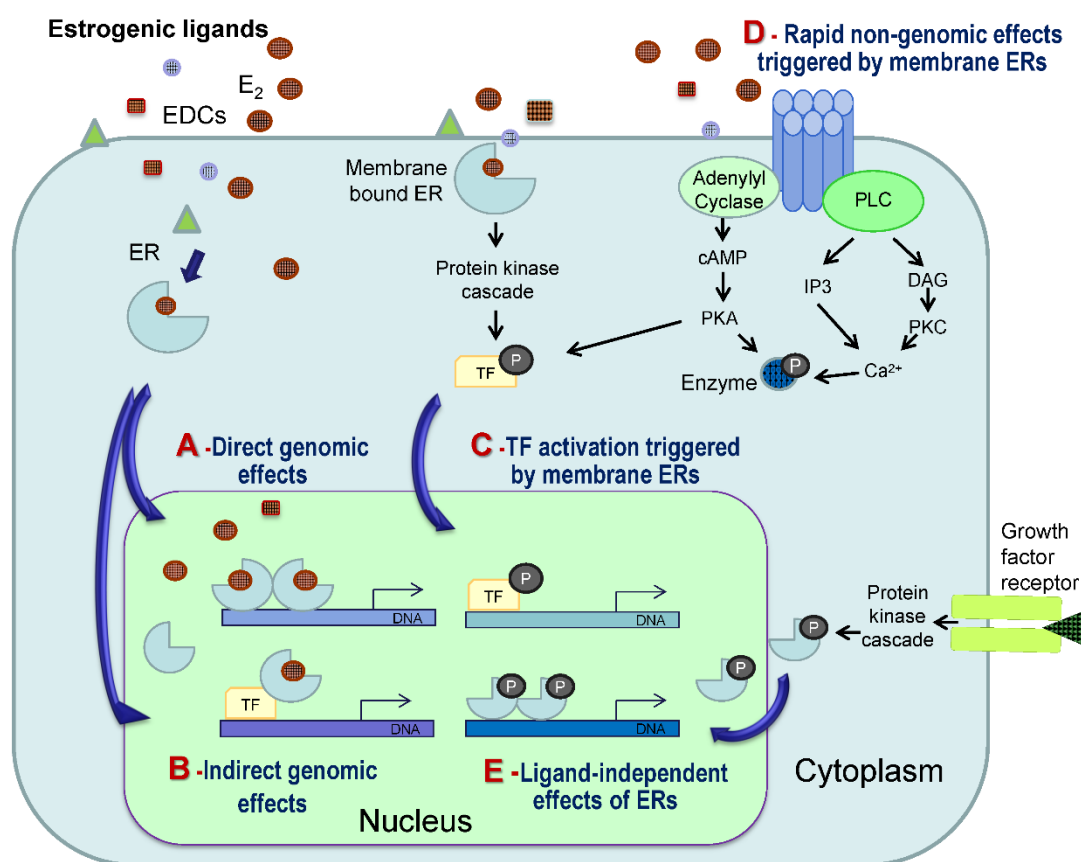 Estrogenic ligands
E2
EDCs
D - Rapid non-genomic effects
triggered by membrane ERs
Membrane
bound ER
Adenylyl
Cyclase
PLC
ER
Protein kinase
cascade
cAMP
IP3
DAG
PKA
PKC
TF
P
Enzyme
P
Ca2+
A -Direct genomic
effects
C -TF activation triggered
by membrane ERs
Growth
factor
receptor
Protein
kinase
cascade
P
TF
P
DNA
DNA
P
TF
DNA
P
P
DNA
P
B -Indirect genomic
effects
E -Ligand-independent
effects of ERs
Cytoplasm
Nucleus